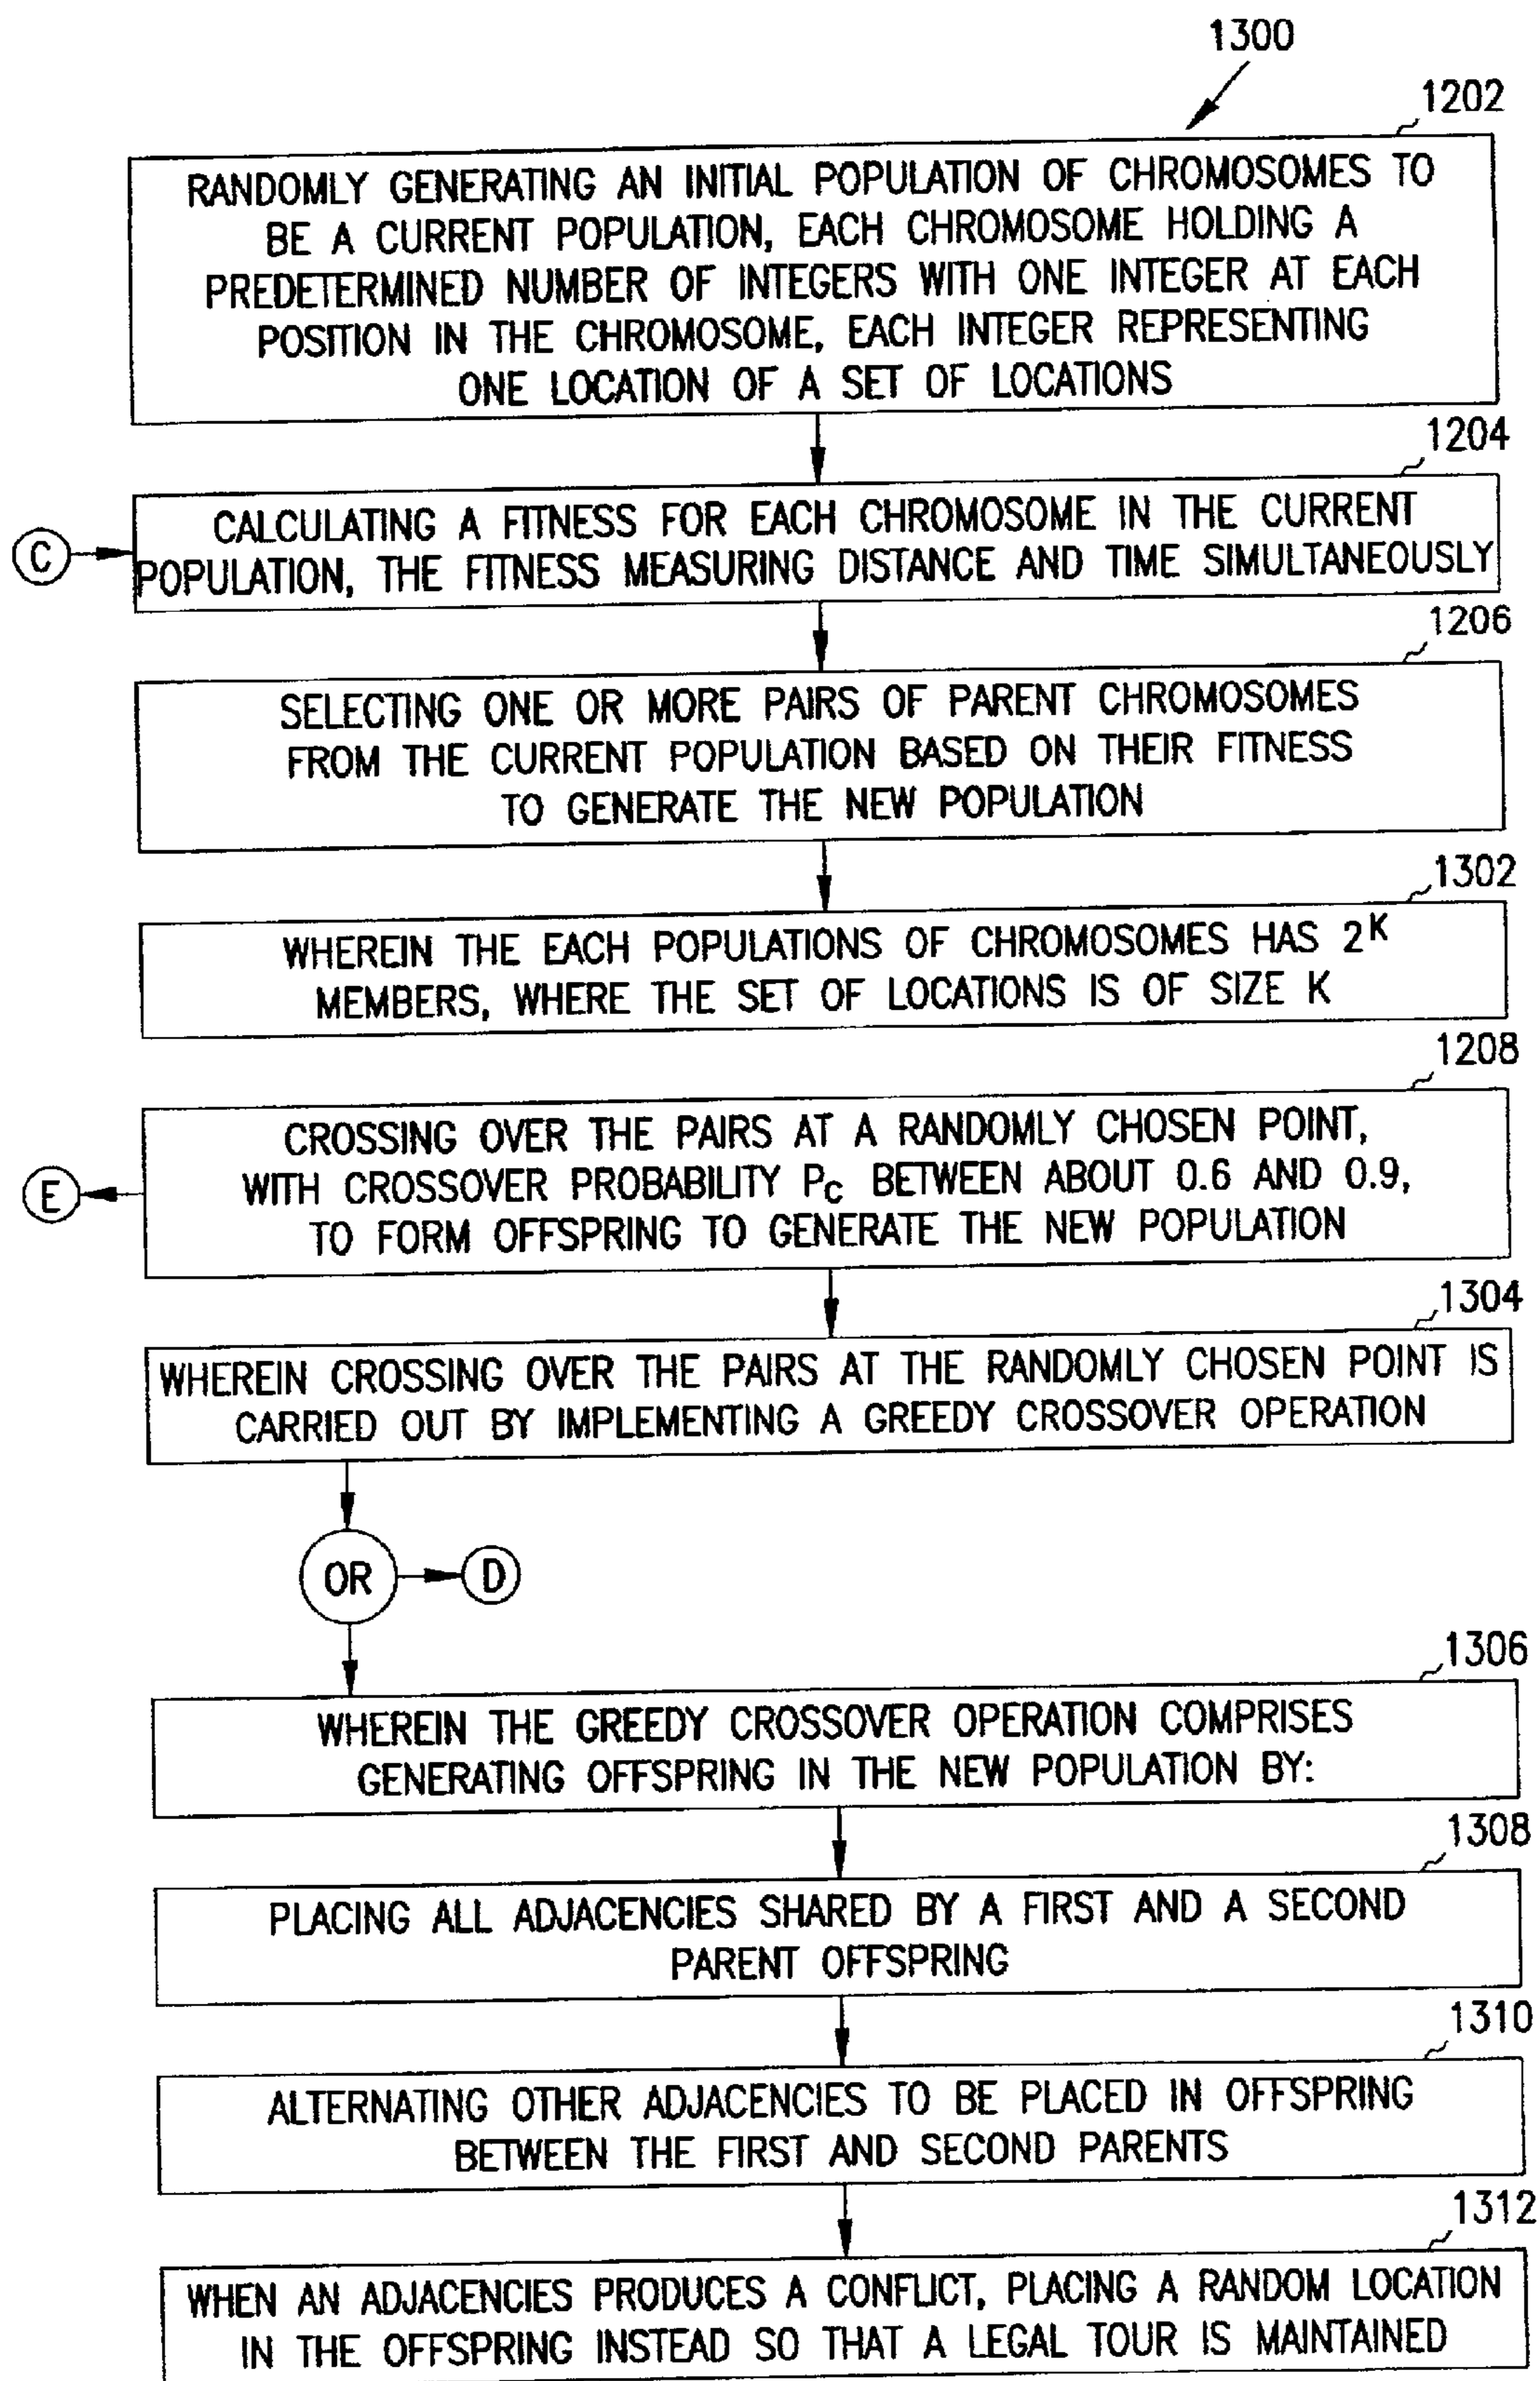 1300
1202
RANDOMLY GENERATING AN INITIAL POPULATION OF CHROMOSOMES TO
BE A CURRENT POPULATION, EACH CHROMOSOME HOLDING A
PREDETERMINED NUMBER OF INTEGERS WITH ONE INTEGER AT EACH
POSITION IN THE CHROMOSOME, EACH INTEGER REPRESENTING
ONE LOCATION OF A SET OF LOCATIONS
1204
C
CALCULATING A FITNESS FOR EACH CHROMOSOME IN THE CURRENT
POPULATION, THE FITNESS MEASURING DISTANCE AND TIME SIMULTANEOUSLY
1206
SELECTING ONE OR MORE PAIRS OF PARENT CHROMOSOMES
FROM THE CURRENT POPULATION BASED ON THEIR FITNESS
TO GENERATE THE NEW POPULATION
1302
WHEREIN THE EACH POPULATIONS OF CHROMOSOMES HAS 2^K
MEMBERS, WHERE THE SET OF LOCATIONS IS OF SIZE K
1208
CROSSING OVER THE PAIRS AT A RANDOMLY CHOSEN POINT,
E
WITH CROSSOVER PROBABILITY Pc BETWEEN ABOUT 0.6 AND 0.9,
TO FORM OFFSPRING TO GENERATE THE NEW POPULATION
1304
WHEREIN CROSSING OVER THE PAIRS AT THE RANDOMLY CHOSEN POINT IS
CARRIED OUT BY IMPLEMENTING A GREEDY CROSSOVER OPERATION
OR
D
1306
WHEREIN THE GREEDY CROSSOVER OPERATION COMPRISES
GENERATING OFFSPRING IN THE NEW POPULATION BY:
1308
PLACING ALL ADJACENCIES SHARED BY A FIRST AND A SECOND
PARENT OFFSPRING
1310
ALTERNATING OTHER ADJACENCIES TO BE PLACED IN OFFSPRING
BETWEEN THE FIRST AND SECOND PARENTS
1312
WHEN AN ADJACENCIES PRODUCES A CONFLICT, PLACING A RANDOM LOCATION
IN THE OFFSPRING INSTEAD SO THAT A LEGAL TOUR IS MAINTAINED